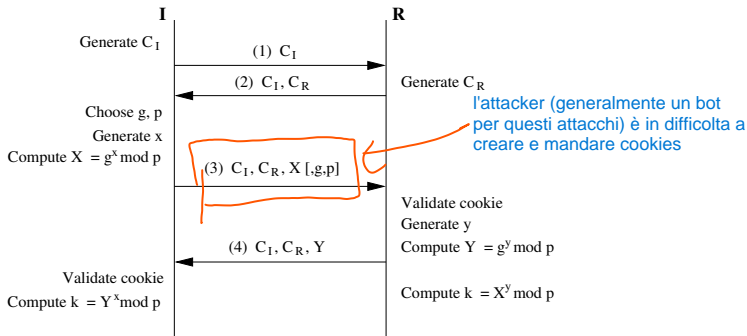 I R
Generate C_I
(1) C_I
(2) C_I, C_R
Generate C_R
l'attacker (generalmente un bot
per questi attacchi) è in difficolta a
creare e mandare cookies
Choose g, p
Generate x
Compute X = g^x mod p
(3) C_I, C_R, X [,g,p]
Validate cookie
Generate y
Compute Y = g^y mod p
(4) C_I, C_R, Y
Validate cookie
Compute k = Y^x mod p
Compute k = X^y mod p